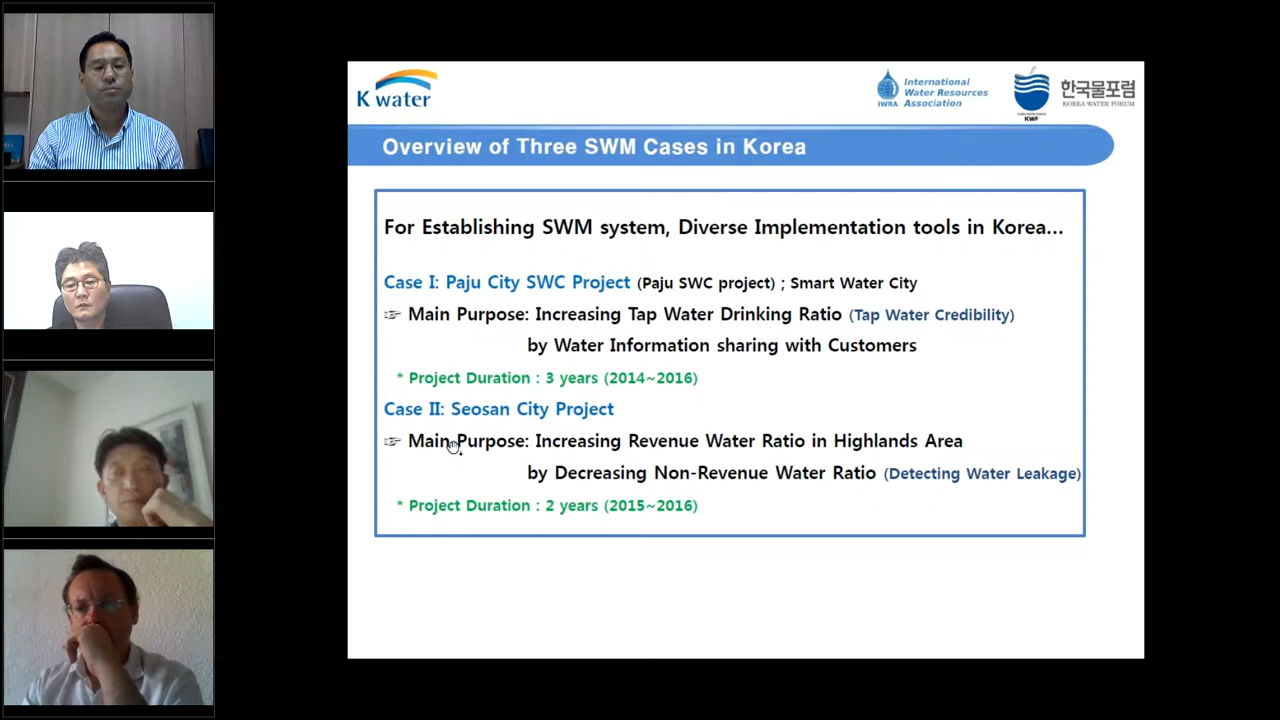 K water
IWRA
International
Water Resources
Association
KWF
한국물포럼
KOREA WATER FORUM
Overview of Three SWM Cases in Korea
For Establishing SWM system, Diverse Implementation tools in Korea...
Case I: Paju City SWC Project (Paju SWC project) ; Smart Water City
☞ Main Purpose: Increasing Tap Water Drinking Ratio (Tap Water Credibility)
by Water Information sharing with Customers
* Project Duration : 3 years (2014~2016)
Case II: Seosan City Project
☞ Main Purpose: Increasing Revenue Water Ratio in Highlands Area
by Decreasing Non-Revenue Water Ratio (Detecting Water Leakage)
* Project Duration : 2 years (2015~2016)